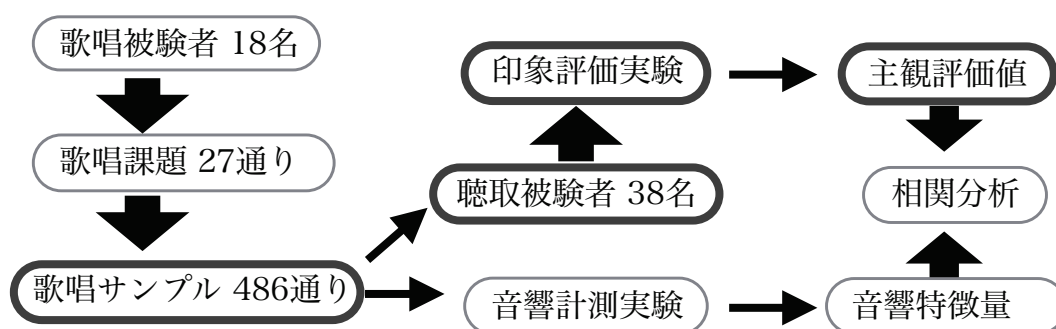 歌唱被験者 18名
歌唱課題 27通り
歌唱サンプル 486通り
印象評価実験
聴取被験者 38名
音響計測実験
主観評価値
相関分析
音響特徴量